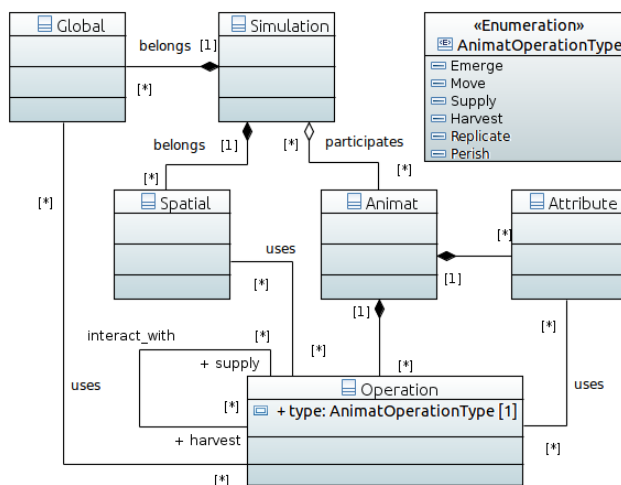 Global
Simulation
«Enumeration»
AnimatOperationType
Emerge
Move
Supply
Harvest
Replicate
Perish
belongs
[1]
[*]
belongs
[1]
[*]
[*]
participates
[*]
[*]
Spatial
Animat
Attribute
uses
[*]
[*]
[1]
[1]
[*]
interact_with
[*]
[*]
+ supply
[*]
uses
[*]
uses
Operation
+ type: AnimatOperationType [1]
[*]
+ harvest
[*]
[*]